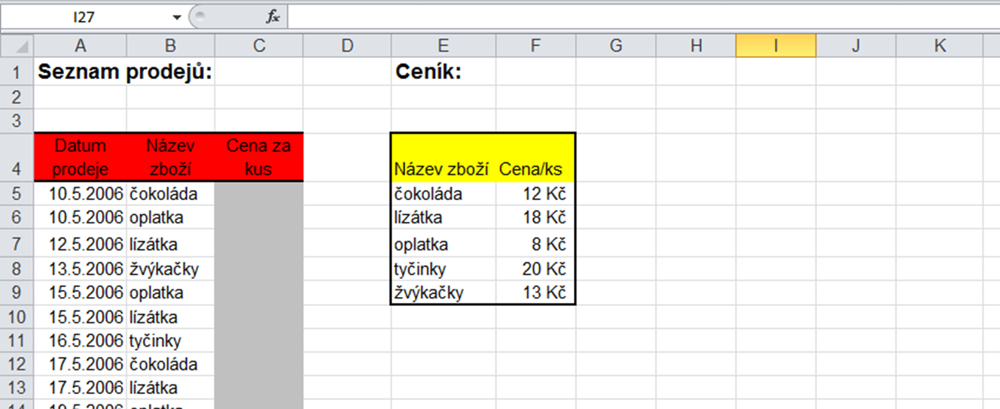 I27 fx
A B C D E F G H I J K
1 Seznam prodejů: Ceník:
2
3
Datum Název Cena za
4 prodeje zboží kus Název zboží Cena/ks
5 10.5.2006 čokoláda čokoláda 12 Kč
6 10.5.2006 oplatka lízátka 18 Kč
7 12.5.2006 lízátka oplatka 8 Kč
8 13.5.2006 žvýkačky tyčinky 20 Kč
9 15.5.2006 oplatka žvýkačky 13 Kč
10 15.5.2006 lízátka
11 16.5.2006 tyčinky
12 17.5.2006 čokoláda
13 17.5.2006 lízátka